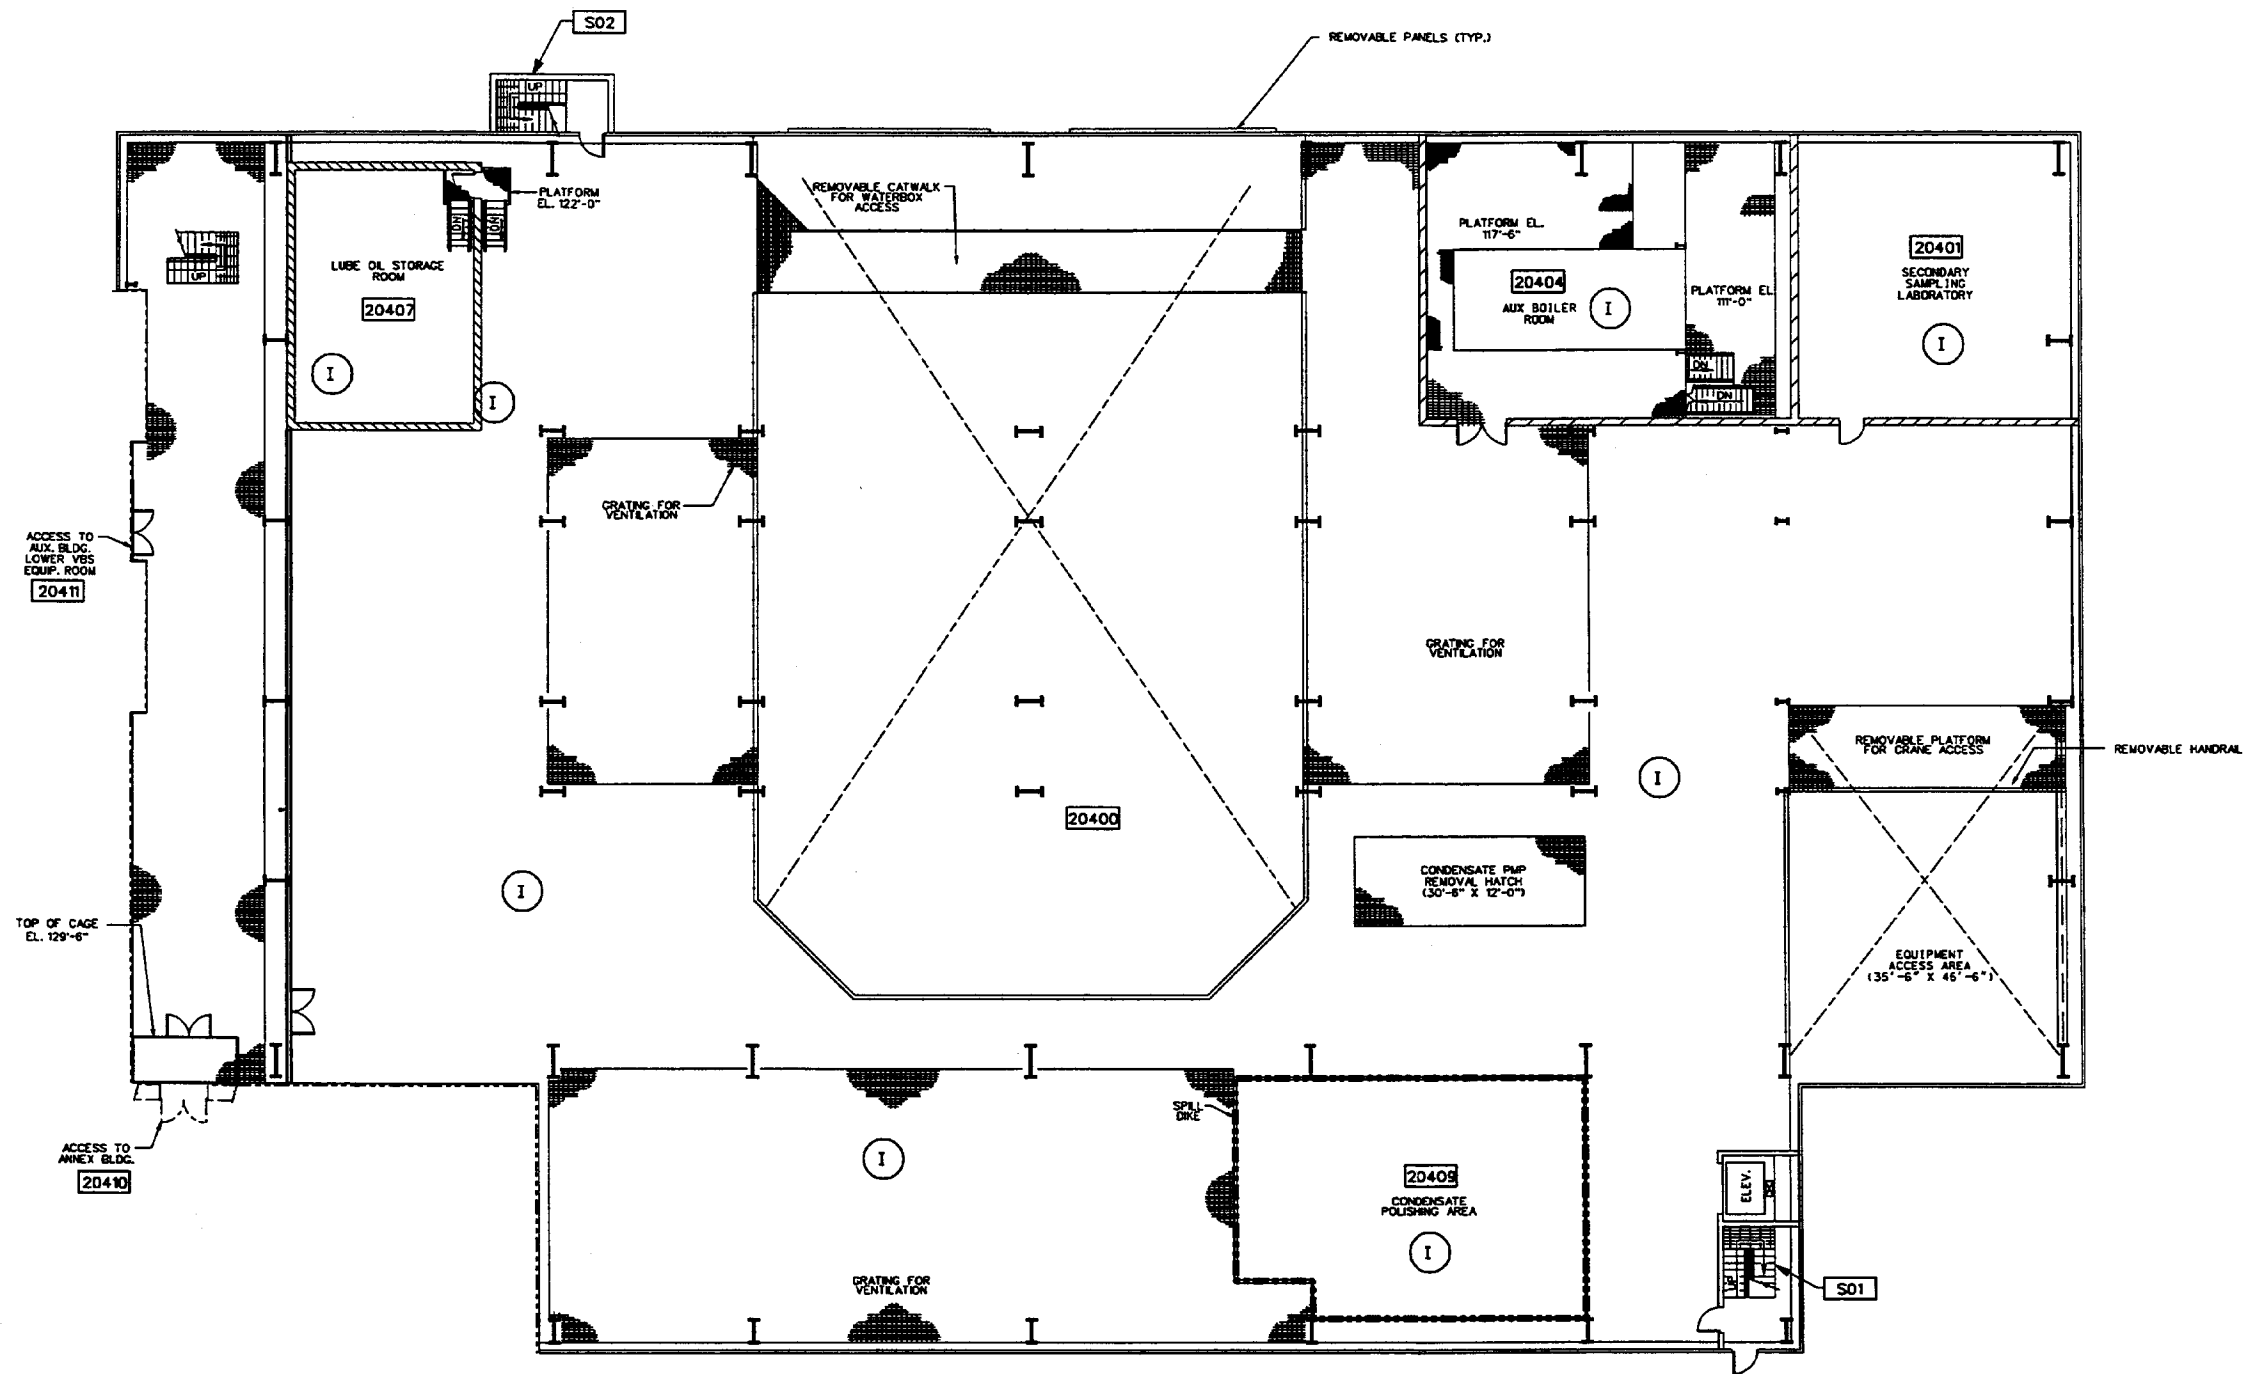 S02
REMOVABLE PANELS (TYP.)
UP
PLATFORM
EL. 122'-0"
REMOVABLE CATWALK
FOR WATERBOX
ACCESS
PLATFORM EL.
117'-6"
20401
SECONDARY
SAMPLING
LABORATORY
I
UP
LUBE OIL STORAGE
ROOM
20407
DN
DN
I
I
20404
AUX BOILER
ROOM
I
PLATFORM EL
111'-0"
DN
DN
GRATING FOR
VENTILATION
ACCESS TO
AUX. BLDG.
LOWER VBS
EQUIP. ROOM
20411
GRATING FOR
VENTILATION
REMOVABLE PLATFORM
FOR CRANE ACCESS
REMOVABLE HANDRAIL
I
20400
CONDENSATE PMP
REMOVAL HATCH
(30'-6" X 12'-0")
I
TOP OF CAGE
EL. 129'-6"
EQUIPMENT
ACCESS AREA
(35'-6" X 46'-6")
SPILL
DIKE
ACCESS TO
ANNEX BLDG.
20410
I
20409
CONDENSATE
POLISHING AREA
I
ELEV.
GRATING FOR
VENTILATION
UP
S01